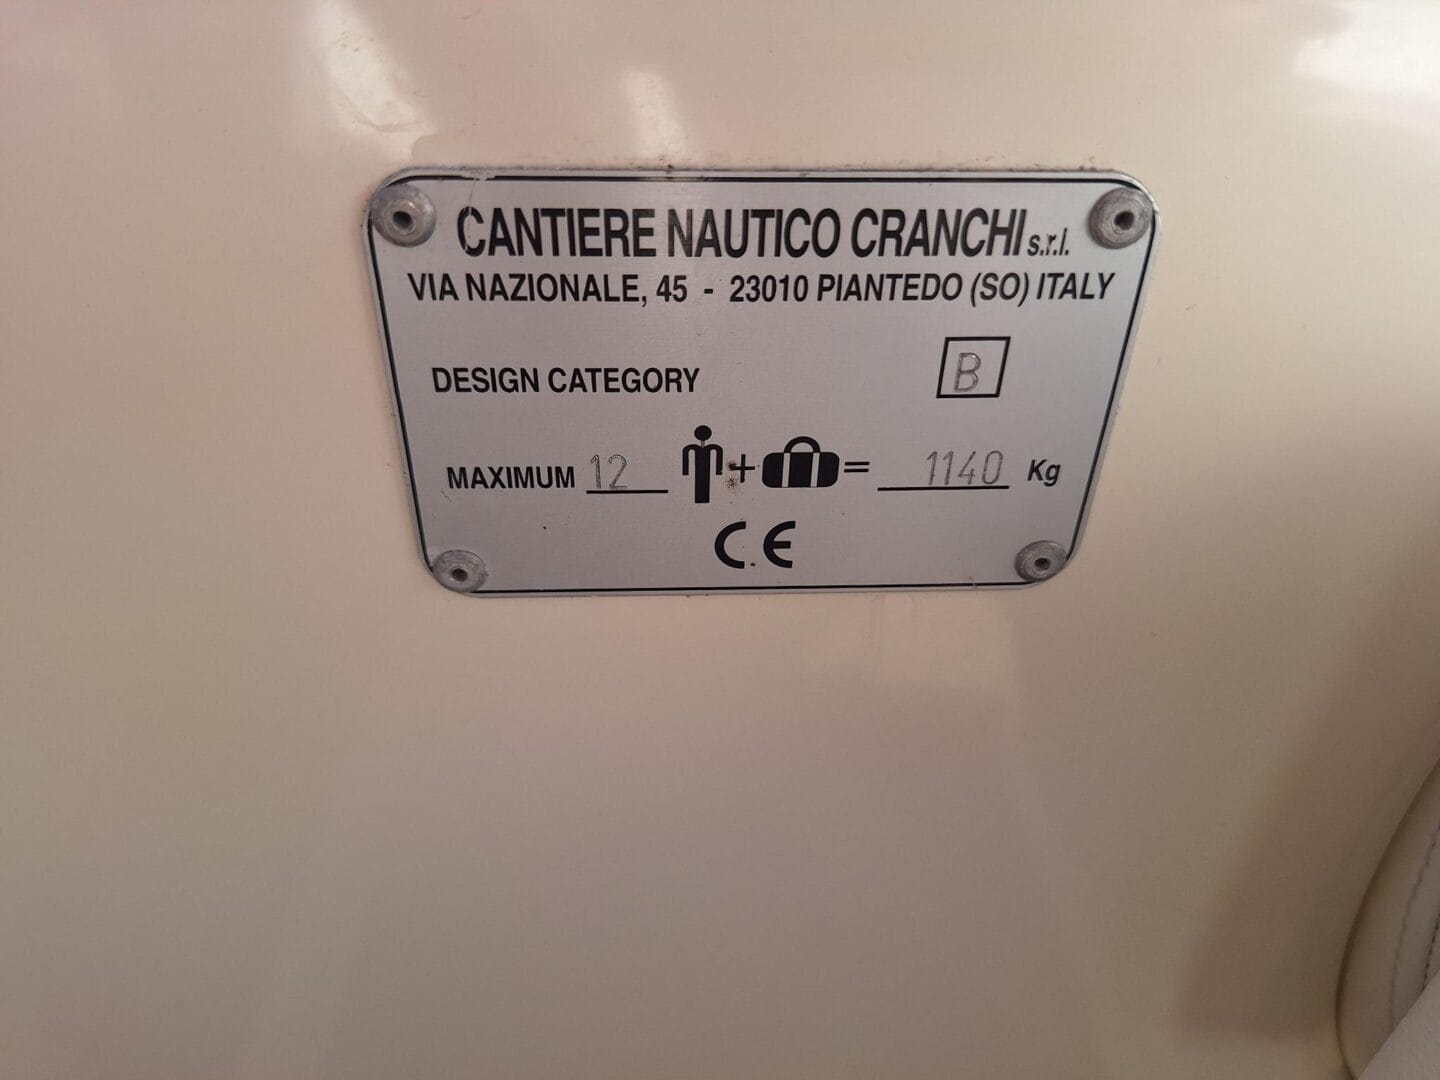 CANTIERE NAUTICO CRANCHI s.r.l.
VIA NAZIONALE, 45 - 23010 PIANTEDO (SO) ITALY
DESIGN CATEGORY B
MAXIMUM 12 + = 1140 Kg
CE